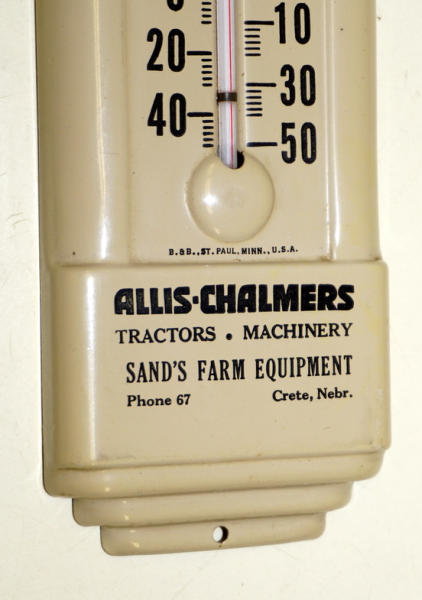 0
10
20
30
40
50
B.&B., ST. PAUL, MINN., U.S.A.
ALLIS-CHALMERS
TRACTORS • MACHINERY
SAND'S FARM EQUIPMENT
Phone 67 Crete, Nebr.